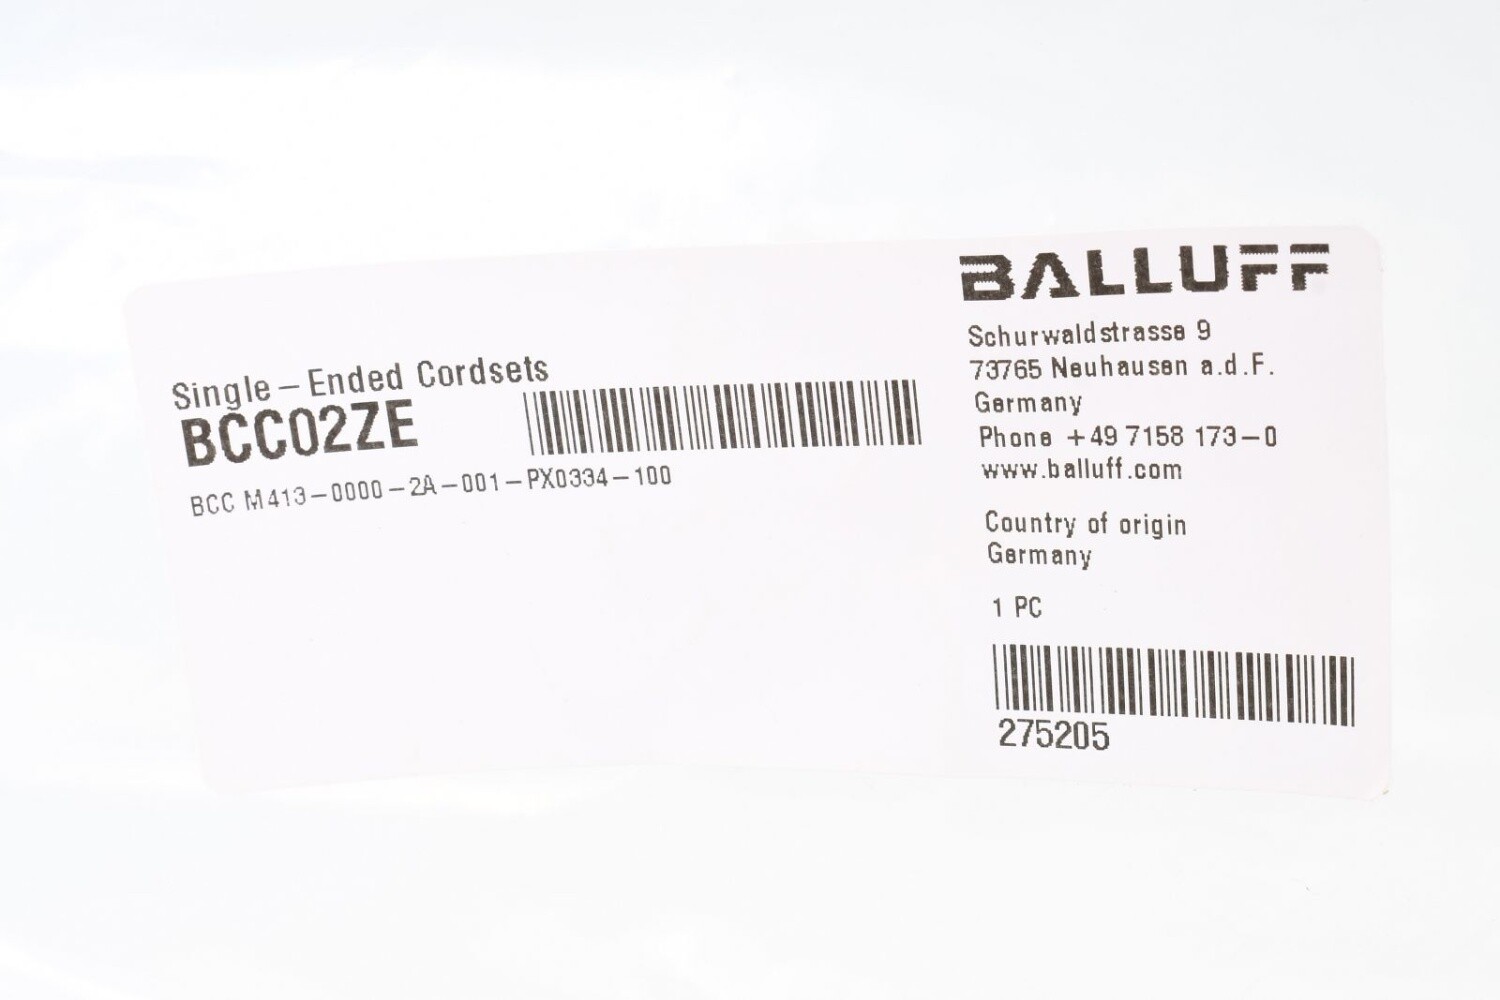 BALLUFF
Schurwaldstrasse 9
73765 Neuhausen a.d.F.
Germany
Phone +49 7158 173-0
www.balluff.com
Country of origin
Germany
1 PC
275205
Single-Ended Cordsets
BCC02ZE
BCC M413-0000-2A-001-PX0334-100